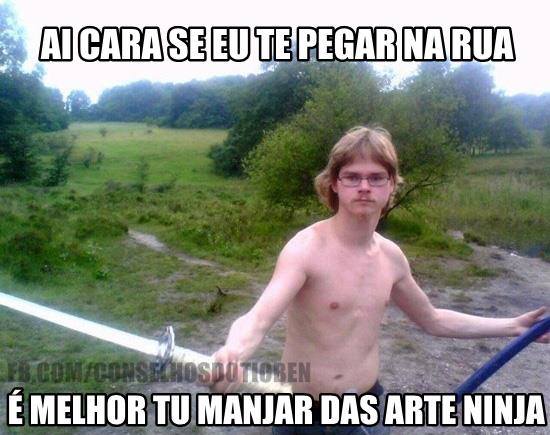 AI CARA SE EU TE PEGAR NA RUA
FB.COM/CONSELHOSDOTIOBEN
É MELHOR TU MANJAR DAS ARTE NINJA